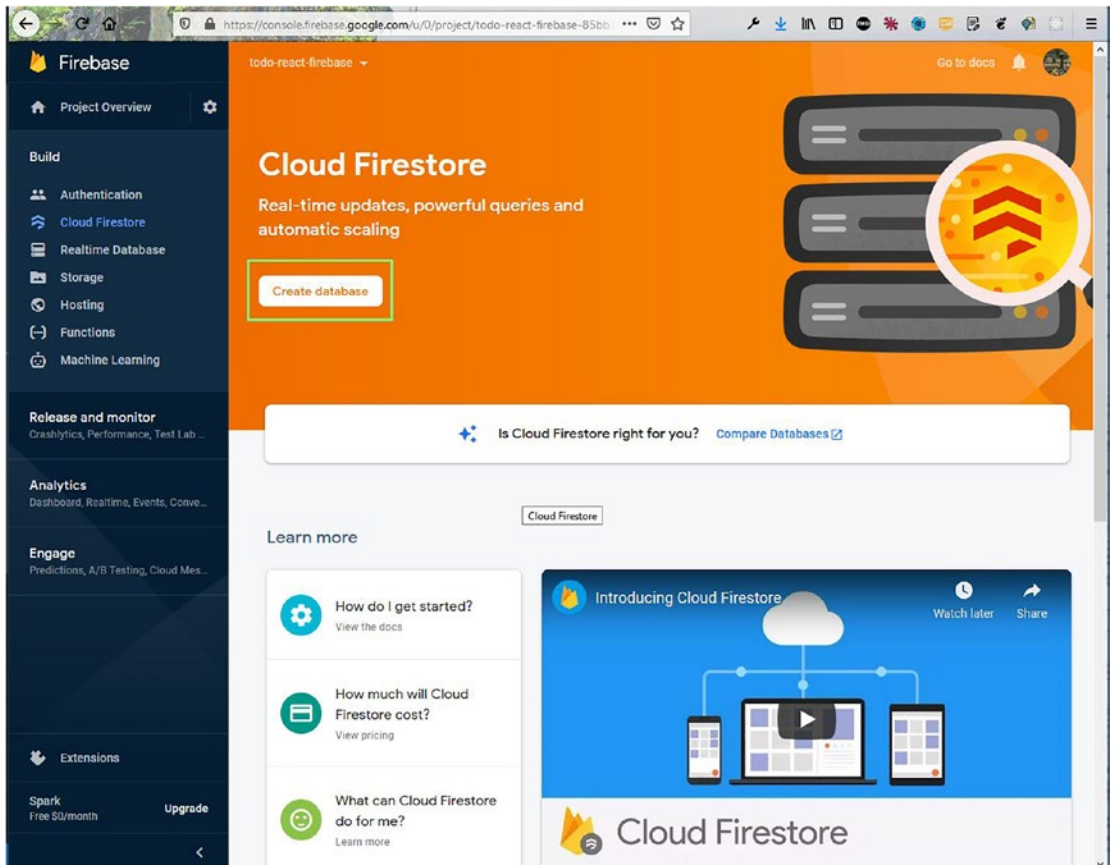 https://console.firebase.google.com/u/0/project/todo-react-firebase-85bb
Firebase
todo-react-firebase
Go to docs
Project Overview
Build
Authentication
Cloud Firestore
Realtime Database
Storage
Hosting
Functions
Machine Learning
Release and monitor
Crashlytics, Performance, Test Lab ...
Analytics
Dashboard, Realtime, Events, Conve...
Engage
Predictions, A/B Testing, Cloud Mes...
Extensions
Spark
Free $0/month
Upgrade
Cloud Firestore
Real-time updates, powerful queries and
automatic scaling
Create database
Is Cloud Firestore right for you? Compare Databases
Cloud Firestore
Learn more
How do I get started?
View the docs
How much will Cloud
Firestore cost?
View pricing
What can Cloud Firestore
do for me?
Learn more
Introducing Cloud Firestore
Watch later
Share
Cloud Firestore